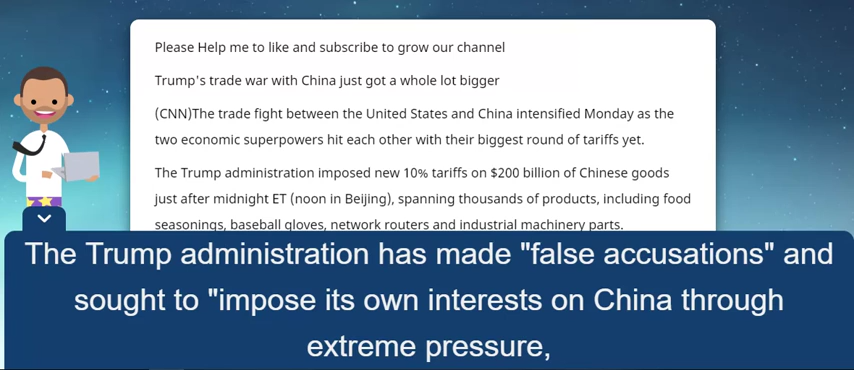 Please Help me to like and subscribe to grow our channel
Trump's trade war with China just got a whole lot bigger
(CNN)The trade fight between the United States and China intensified Monday as the
two economic superpowers hit each other with their biggest round of tariffs yet.
The Trump administration imposed new 10% tariffs on $200 billion of Chinese goods
just after midnight ET (noon in Beijing), spanning thousands of products, including food
seasonings, baseball gloves, network routers and industrial machinery parts.
The Trump administration has made "false accusations" and
sought to "impose its own interests on China through
extreme pressure,